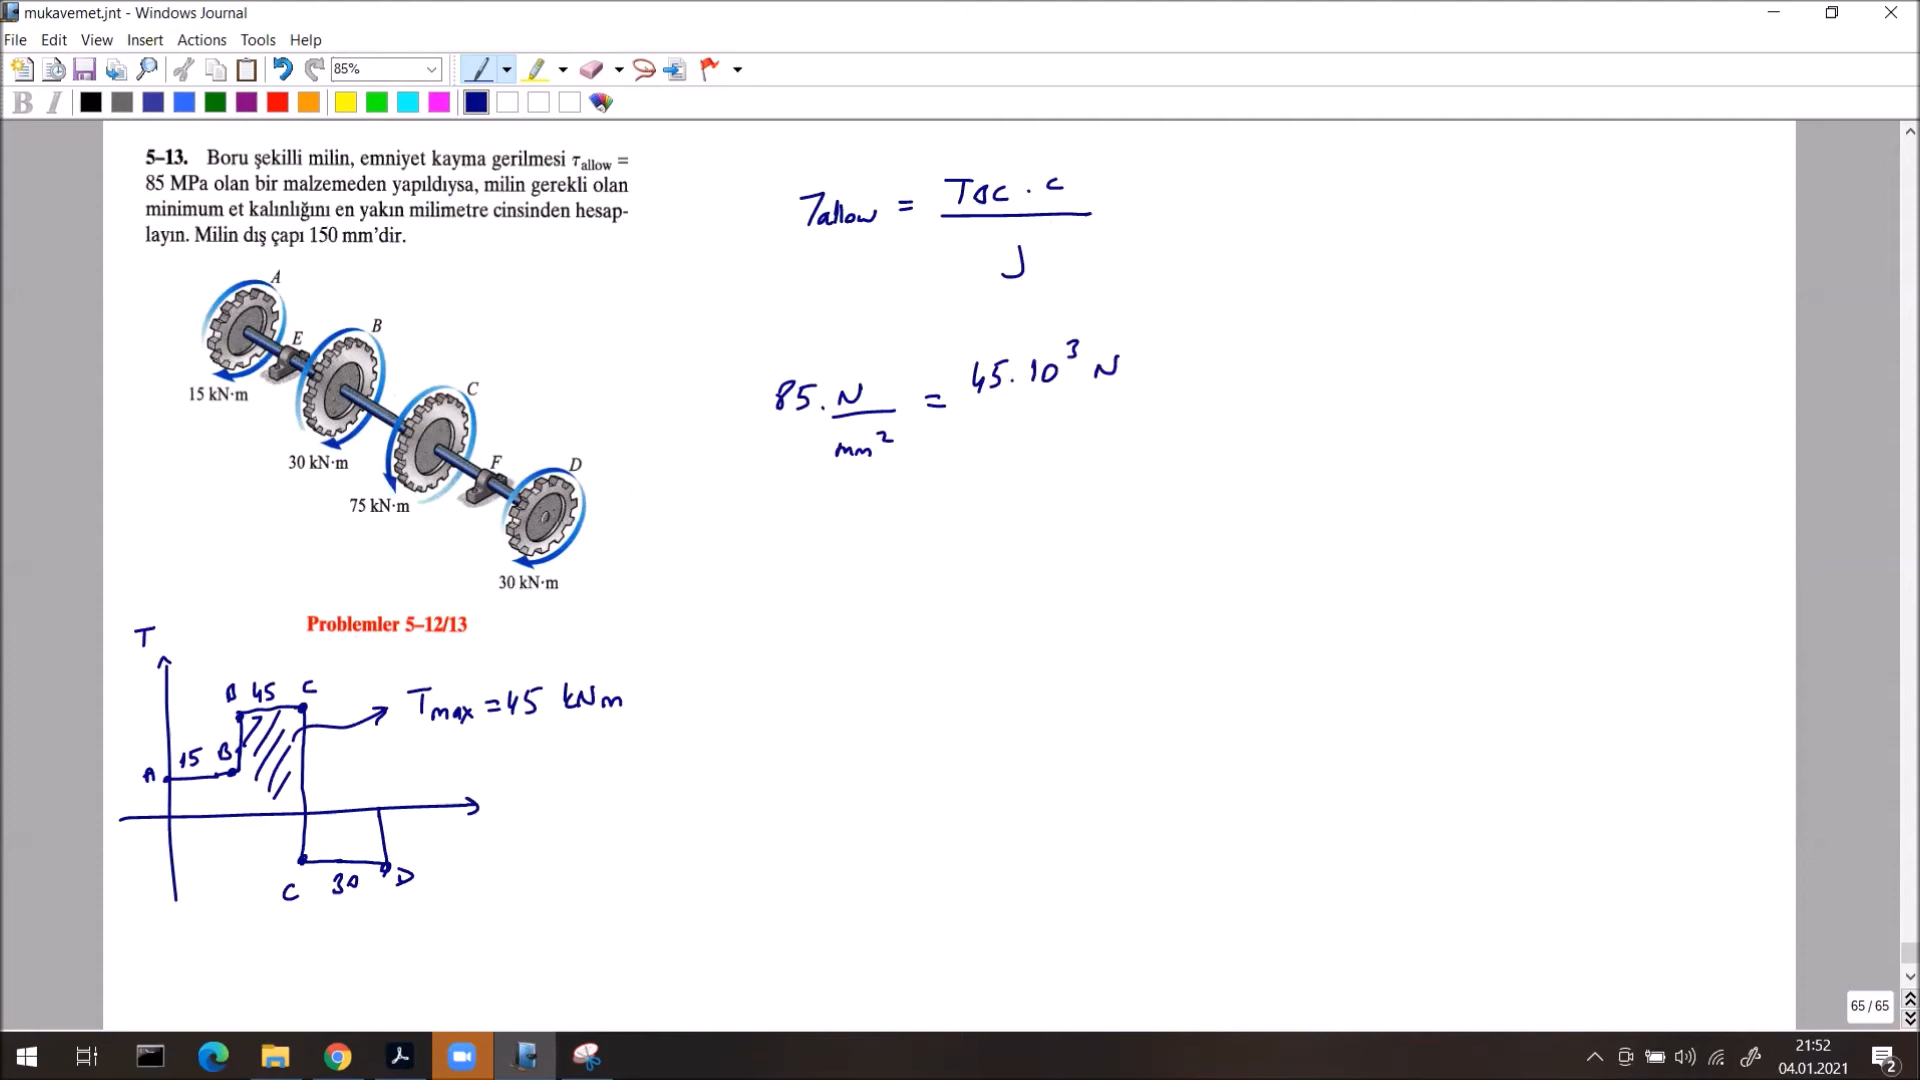 mukavemet.jnt - Windows Journal
File Edit View Insert Actions Tools Help
85%
B I
5–13. Boru şekilli milin, emniyet kayma gerilmesi τallow =
85 MPa olan bir malzemeden yapıldıysa, milin gerekli olan
minimum et kalınlığını en yakın milimetre cinsinden hesap-
layın. Milin dış çapı 150 mm'dir.
A
E
B
15 kN·m
C
30 kN·m
F
D
75 kN·m
30 kN·m
Problemler 5–12/13
τallow = TBC . c / J
85. N/mm² = 45. 10³ N
T
B 45 C
Tmax = 45 kNm
A 15 B
C 30 D
65 / 65
21:52
04.01.2021
2